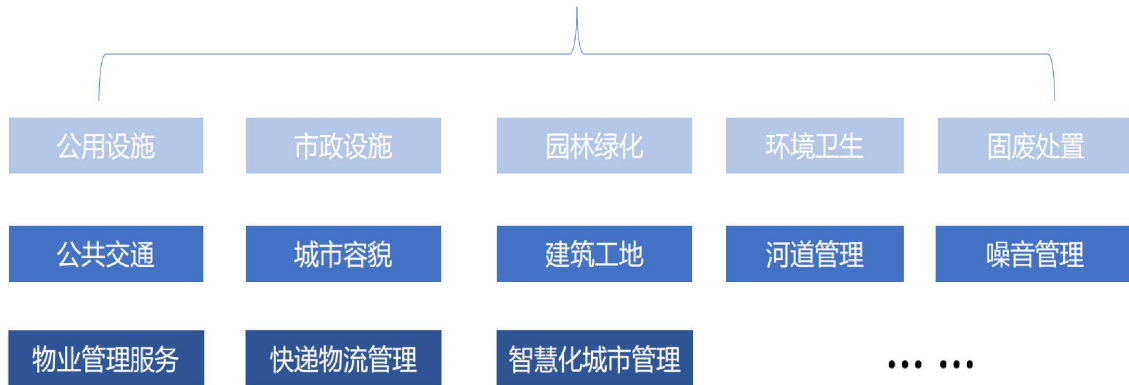 公用设施
市政设施
园林绿化
环境卫生
固废处置
公共交通
城市容貌
建筑工地
河道管理
噪音管理
物业管理服务
快递物流管理
智慧化城市管理
… …